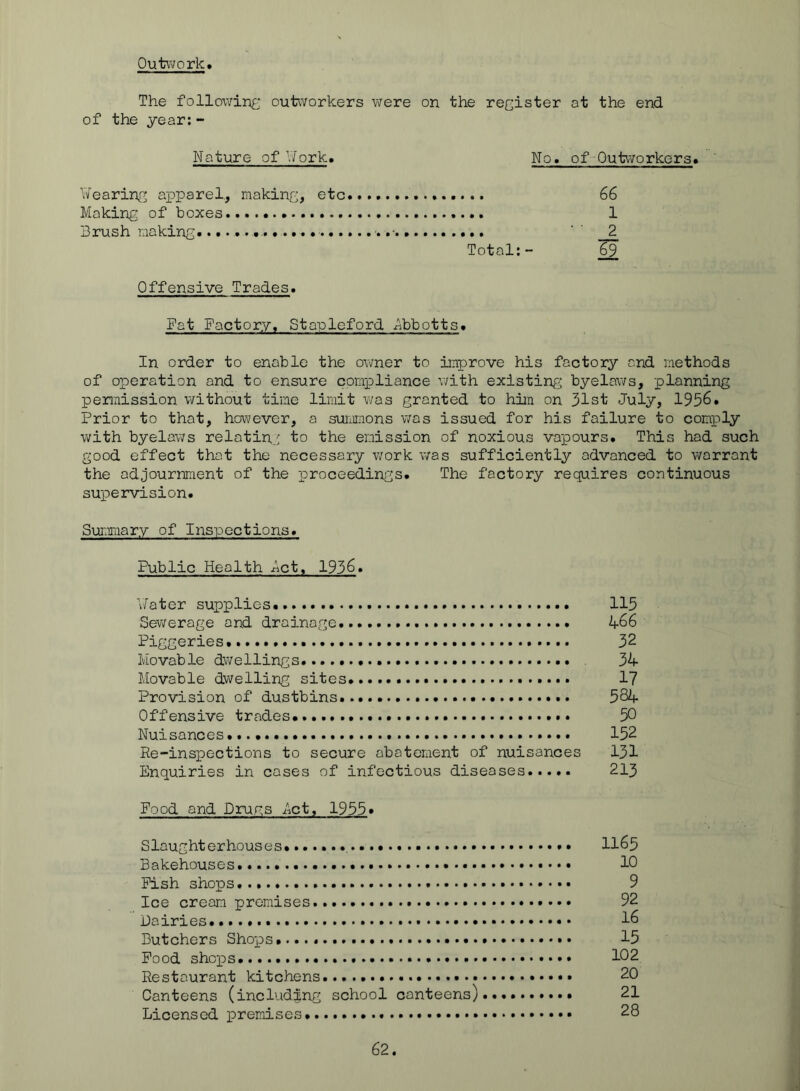 Outwork.
The following outworkers were on the register at the end
of the year:-
Nature of Work. No. of Outworkers.
Wearing apparel, making, etc............... 66
Making of boxes............................ 1
Brush making............................... 2
Total:- 69
Offensive Trades.
Fat Factory, Stapleford Abbotts.
In order to enable the owner to improve his factory and methods
of operation and to ensure compliance with existing byelaws, planning
permission without time limit was granted to him on 31st July, 1956.
Prior to that, however, a summons was issued for his failure to comply
with byelaws relating to the emission of noxious vapours. This had such
good effect that the necessary work was sufficiently advanced to warrant
the adjournment of the proceedings. The factory requires continuous
supervision.
Summary of Inspections.
Public Health Act, 1936.
Water supplies..................................... 115
Sewerage and drainage.............................. 466
Piggeries.......................................... 32
Movable dwellings.................................. 34
Movable dwelling sites............................. 17
Provision of dustbins.............................. 584
Offensive trades................................... 50
Nuisances.......................................... 152
Re-inspections to secure abatement of nuisances 131
Enquiries in cases of infectious diseases..... 213
Food and Drugs Act, 1955.
Slaughterhouses.................................... 1165
Bakehouses......................................... 10
Fish shops......................................... 9
Ice cream premises................................. 92
Dairies............................................ 16
Butchers Shops..................................... 15
Food shops......................................... 102
Restaurant kitchens................................ 20
Canteens (including school canteens).......... 21
Licensed premises.................................. 28
62.